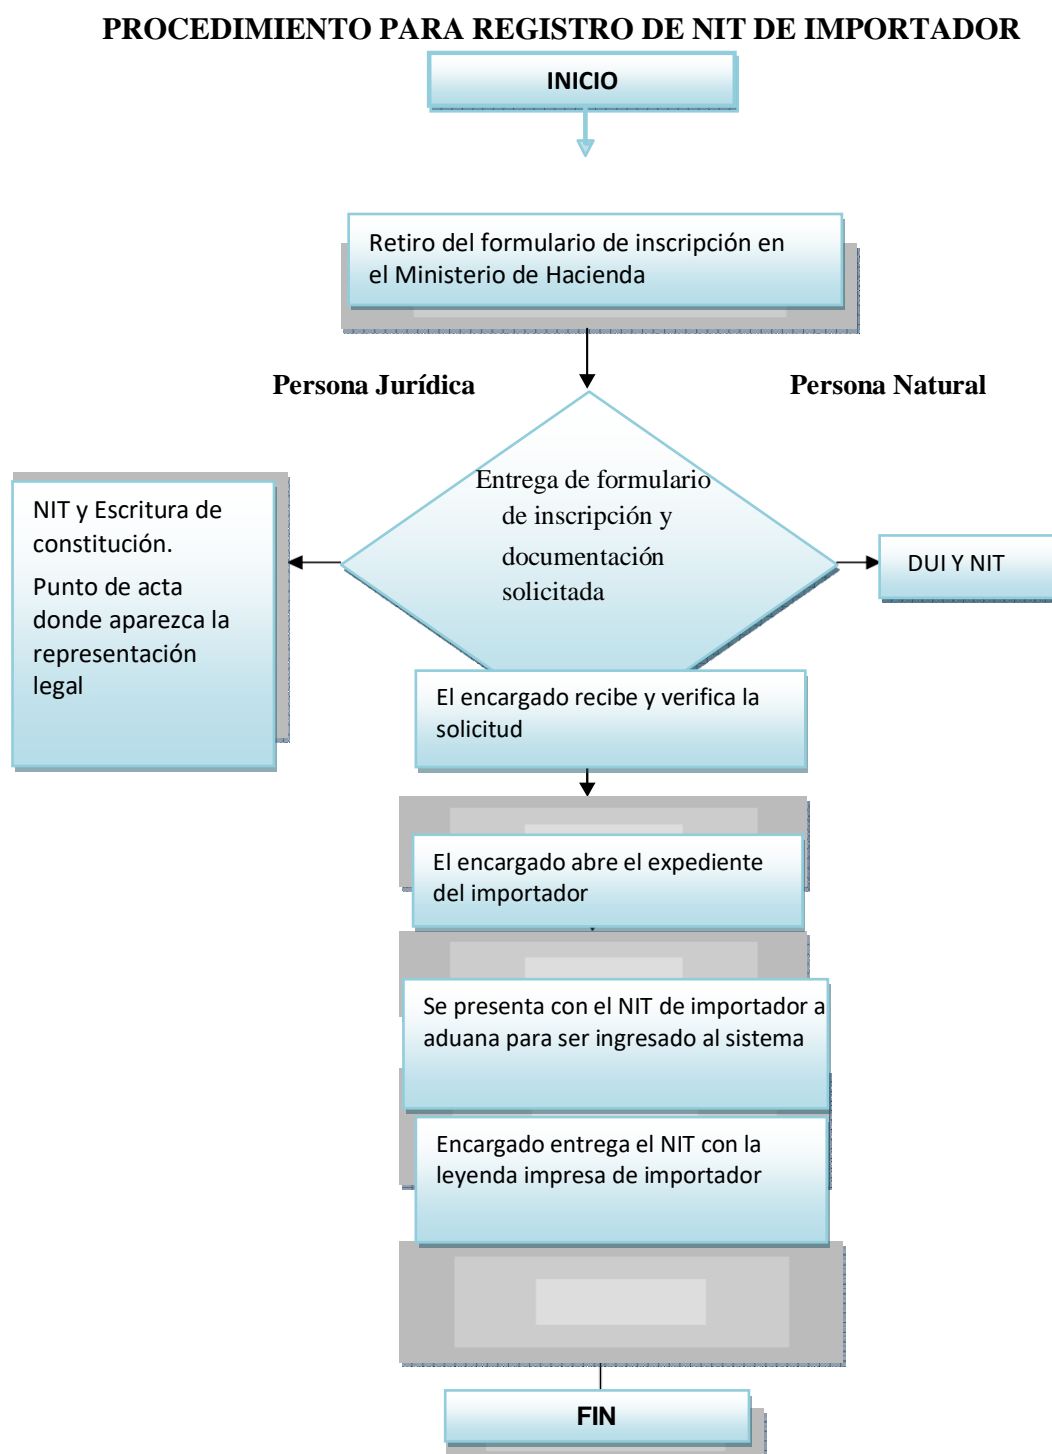 PROCEDIMIENTO PARA REGISTRO DE NIT DE IMPORTADOR
INICIO
Retiro del formulario de inscripción en
el Ministerio de Hacienda
Persona Jurídica
Persona Natural
Entrega de formulario
de inscripción y
documentación
solicitada
NIT y Escritura de
constitución.
Punto de acta
donde aparezca la
representación
legal
DUI Y NIT
El encargado recibe y verifica la
solicitud
El encargado abre el expediente
del importador
Se presenta con el NIT de importador a
aduana para ser ingresado al sistema
Encargado entrega el NIT con la
leyenda impresa de importador
FIN